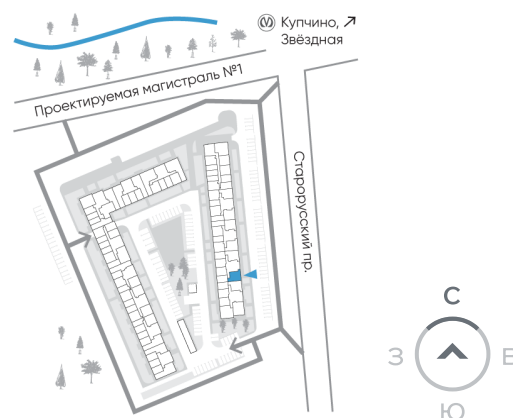 Купчино, ↗
Звёздная
Проектируемая магистраль №1
Старорусский пр.
С
З
В
Ю